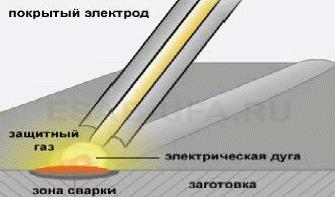 покрытый электрод
защитный
газ
электрическая дуга
зона сварки
заготовка